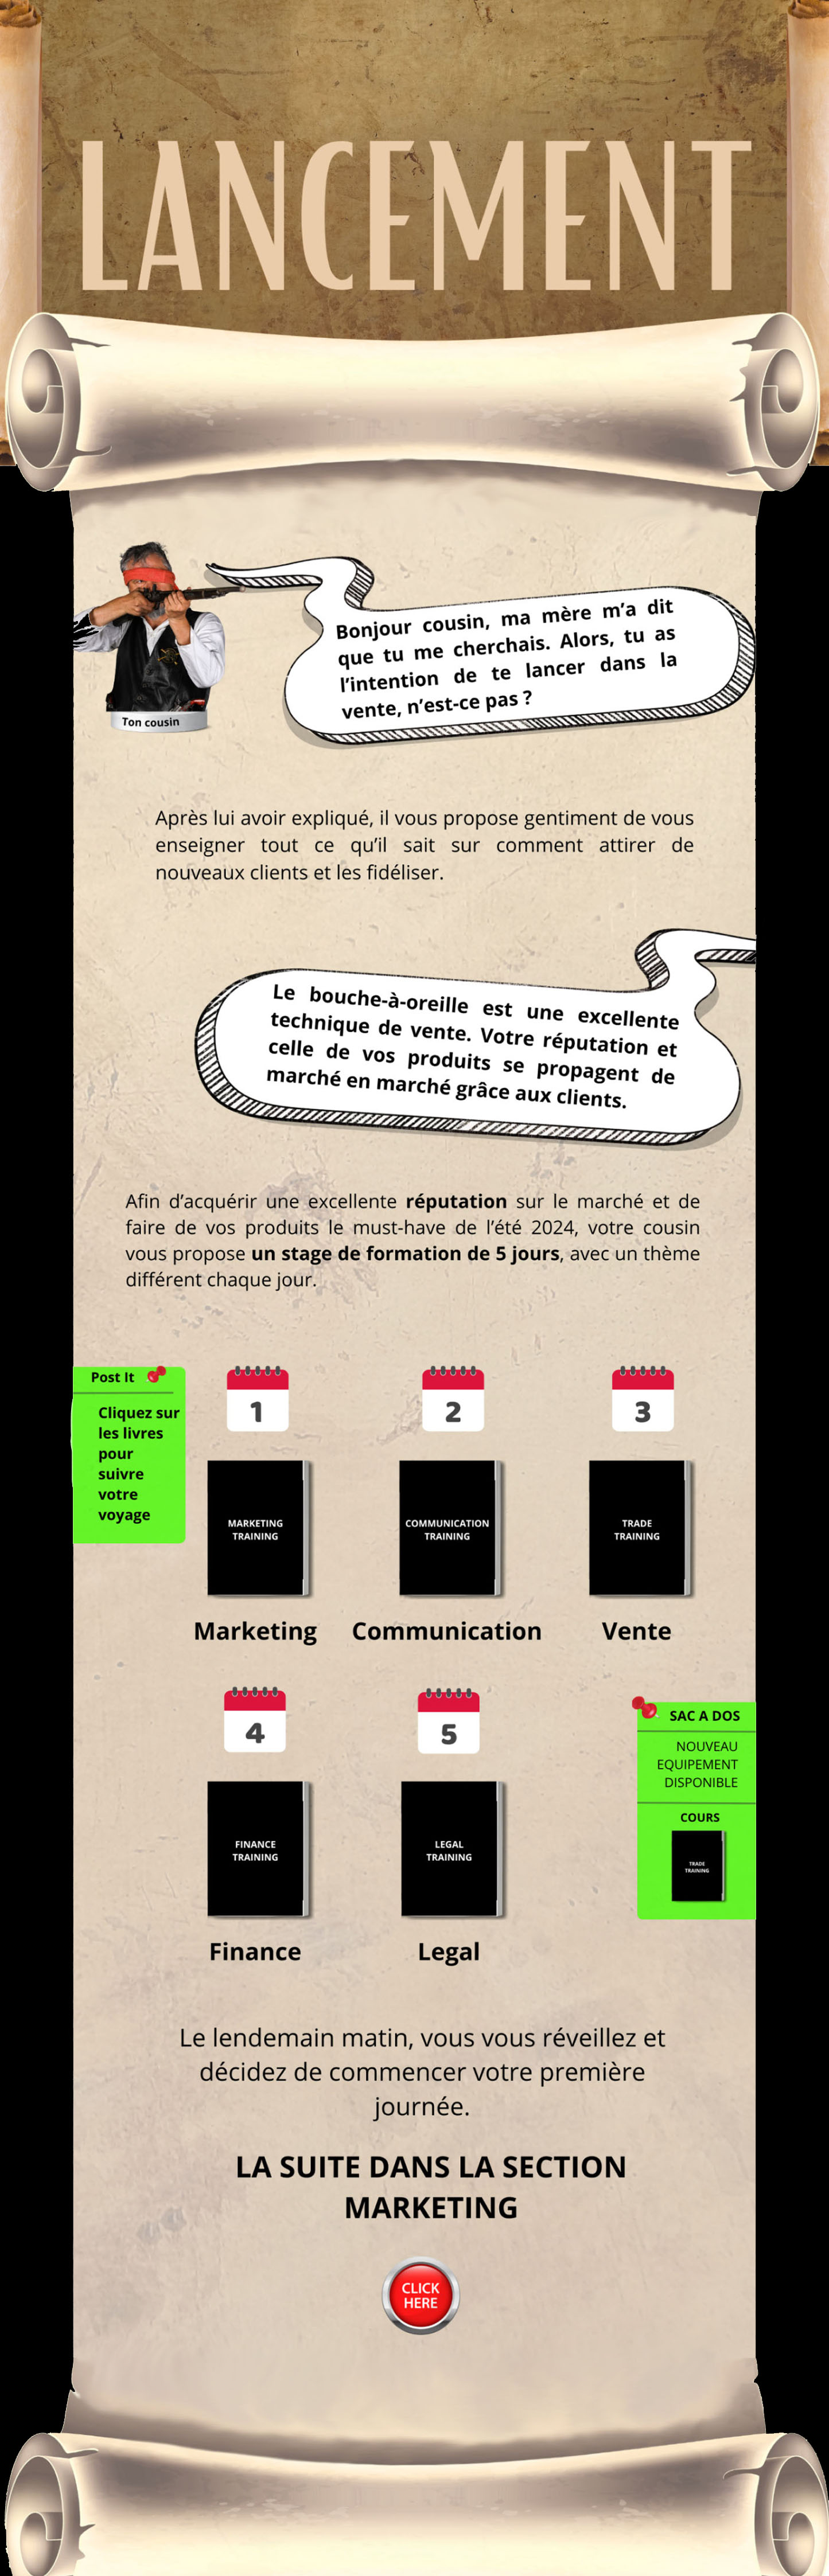 LANCEMENT
Bonjour cousin, ma mère m'a dit
que tu me cherchais. Alors, tu as
l'intention de te lancer dans la
vente, n'est-ce pas ?
Ton cousin
Après lui avoir expliqué, il vous propose gentiment de vous
enseigner tout ce qu'il sait sur comment attirer de
nouveaux clients et les fidéliser.
Le bouche-à-oreille est une excellente
technique de vente. Votre réputation et
celle de vos produits se propagent de
marché en marché grâce aux clients.
Afin d'acquérir une excellente réputation sur le marché et de
faire de vos produits le must-have de l'été 2024, votre cousin
vous propose un stage de formation de 5 jours, avec un thème
différent chaque jour.
Post It
Cliquez sur
les livres
pour
suivre
votre
voyage
1
2
3
MARKETING
TRAINING
COMMUNICATION
TRAINING
TRADE
TRAINING
Marketing
Communication
Vente
4
5
FINANCE
TRAINING
LEGAL
TRAINING
Finance
Legal
SAC A DOS
NOUVEAU
EQUIPEMENT
DISPONIBLE
COURS
TRADE
TRAINING
Le lendemain matin, vous vous réveillez et
décidez de commencer votre première
journée.
LA SUITE DANS LA SECTION
MARKETING
CLICK
HERE